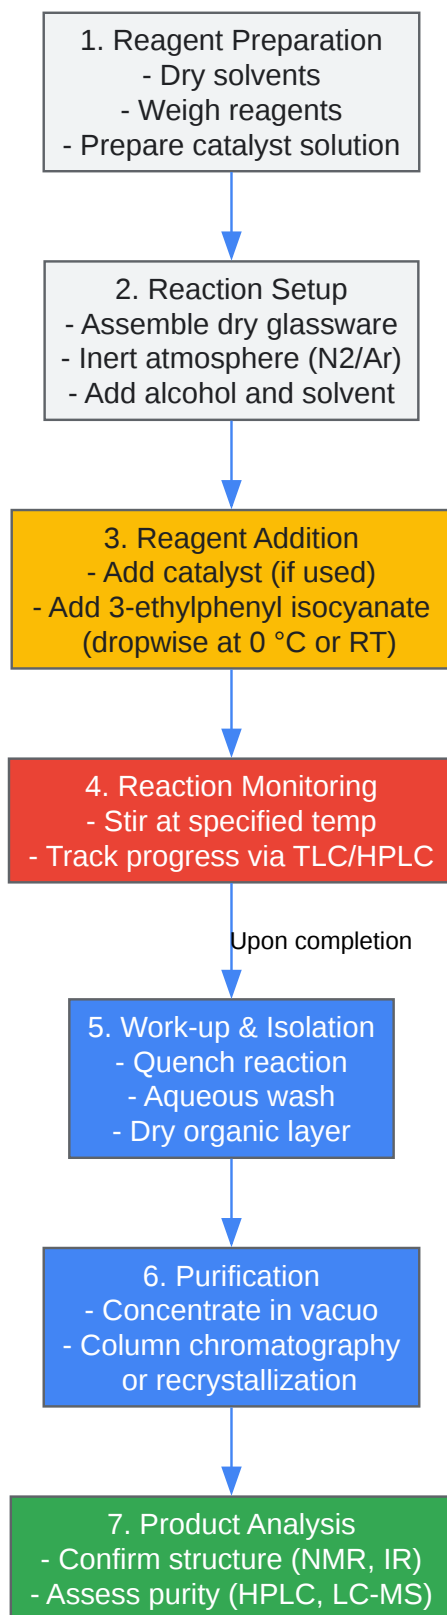 1. Reagent Preparation
- Dry solvents
- Weigh reagents
- Prepare catalyst solution
2. Reaction Setup
- Assemble dry glassware
- Inert atmosphere (N2/Ar)
- Add alcohol and solvent
3. Reagent Addition
- Add catalyst (if used)
- Add 3-ethylphenyl isocyanate
(dropwise at 0 °C or RT)
4. Reaction Monitoring
- Stir at specified temp
- Track progress via TLC/HPLC
Upon completion
5. Work-up & Isolation
- Quench reaction
- Aqueous wash
- Dry organic layer
6. Purification
- Concentrate in vacuo
- Column chromatography
or recrystallization
7. Product Analysis
- Confirm structure (NMR, IR)
- Assess purity (HPLC, LC-MS)